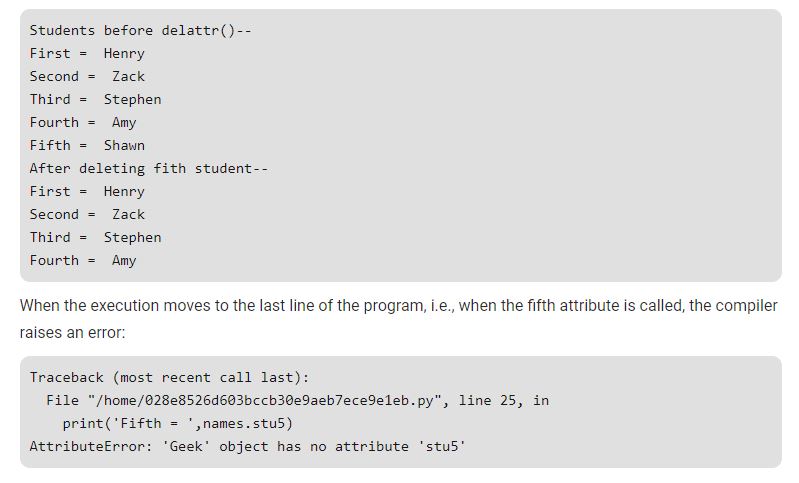 Students before delattr()--
First =  Henry
Second =  Zack
Third =  Stephen
Fourth =  Amy
Fifth =  Shawn
After deleting fith student--
First =  Henry
Second =  Zack
Third =  Stephen
Fourth =  Amy
When the execution moves to the last line of the program, i.e., when the fifth attribute is called, the compiler
raises an error:
Traceback (most recent call last):
  File "/home/028e8526d603bccb30e9aeb7ece9e1eb.py", line 25, in
    print('Fifth = ',names.stu5)
AttributeError: 'Geek' object has no attribute 'stu5'